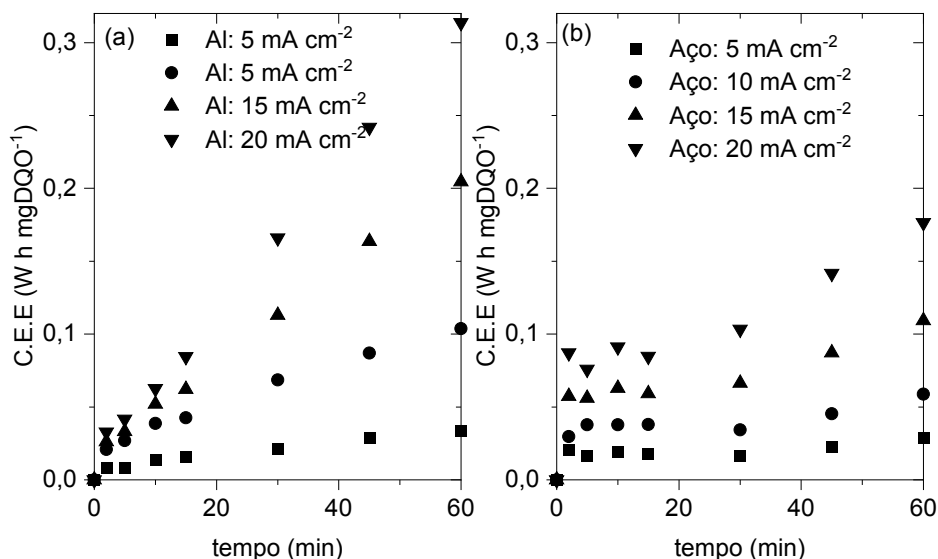 (a)
Al: 5 mA cm⁻²
Al: 5 mA cm⁻²
Al: 15 mA cm⁻²
Al: 20 mA cm⁻²
0,3
0,2
0,1
0,0
C.E.E (W h mgDQO⁻¹)
0 20 40 60
tempo (min)
(b)
Aço: 5 mA cm⁻²
Aço: 10 mA cm⁻²
Aço: 15 mA cm⁻²
Aço: 20 mA cm⁻²
0,3
0,2
0,1
0,0
C.E.E (W h mgDQO⁻¹)
0 20 40 60
tempo (min)